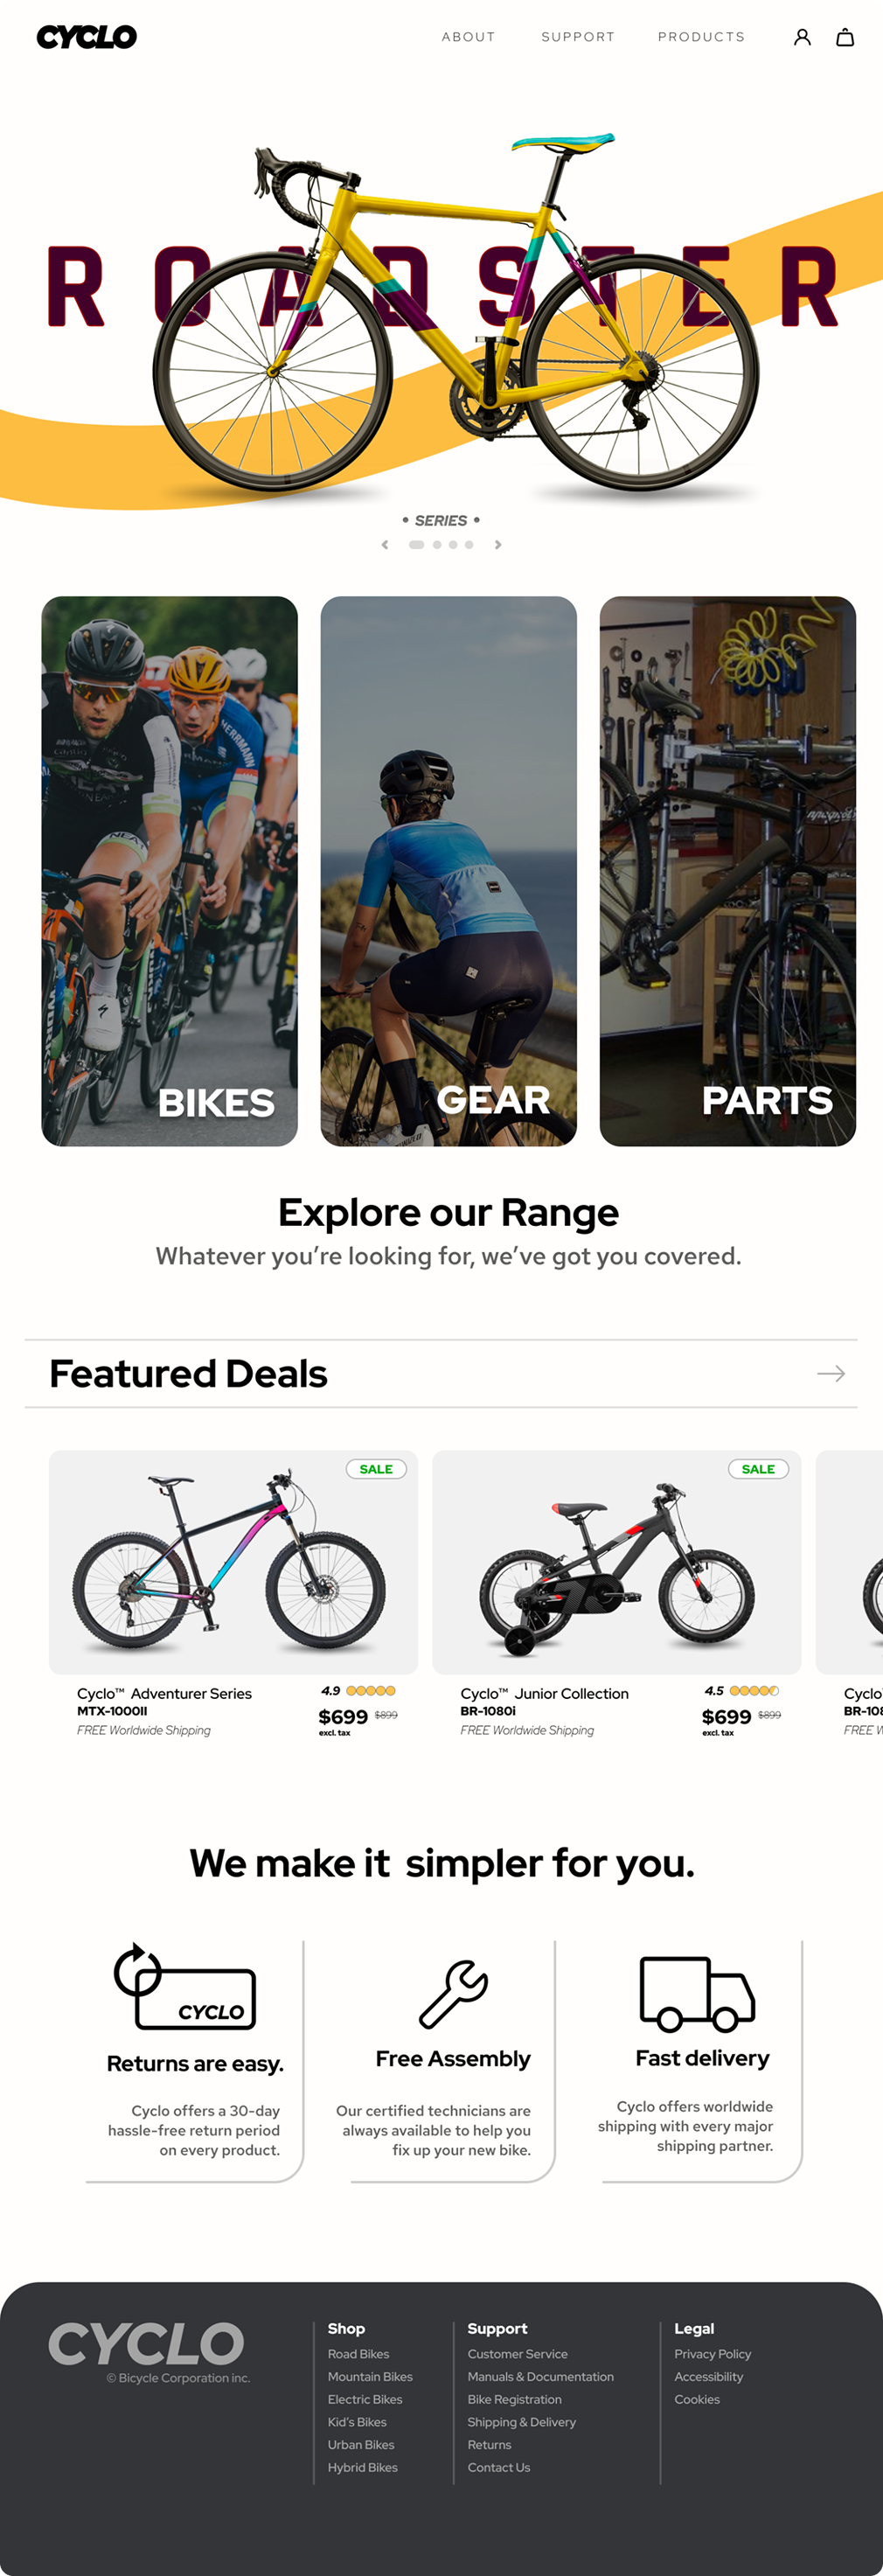 CYCLO
ABOUT SUPPORT PRODUCTS
ROADSTER
• SERIES •
HERRMANN
BIKES
GEAR
PARTS
Explore our Range
Whatever you’re looking for, we’ve got you covered.
Featured Deals
SALE
SALE
Cyclo™ Adventurer Series
MTX-1000II
FREE Worldwide Shipping
4.9
$699 $899
excl. tax
Cyclo™ Junior Collection
BR-1080i
FREE Worldwide Shipping
4.5
$699 $899
excl. tax
We make it simpler for you.
CYCLO
Returns are easy.
Cyclo offers a 30-day
hassle-free return period
on every product.
Free Assembly
Our certified technicians are
always available to help you
fix up your new bike.
Fast delivery
Cyclo offers worldwide
shipping with every major
shipping partner.
CYCLO
© Bicycle Corporation inc.
Shop
Road Bikes
Mountain Bikes
Electric Bikes
Kid’s Bikes
Urban Bikes
Hybrid Bikes
Support
Customer Service
Manuals & Documentation
Bike Registration
Shipping & Delivery
Returns
Contact Us
Legal
Privacy Policy
Accessibility
Cookies